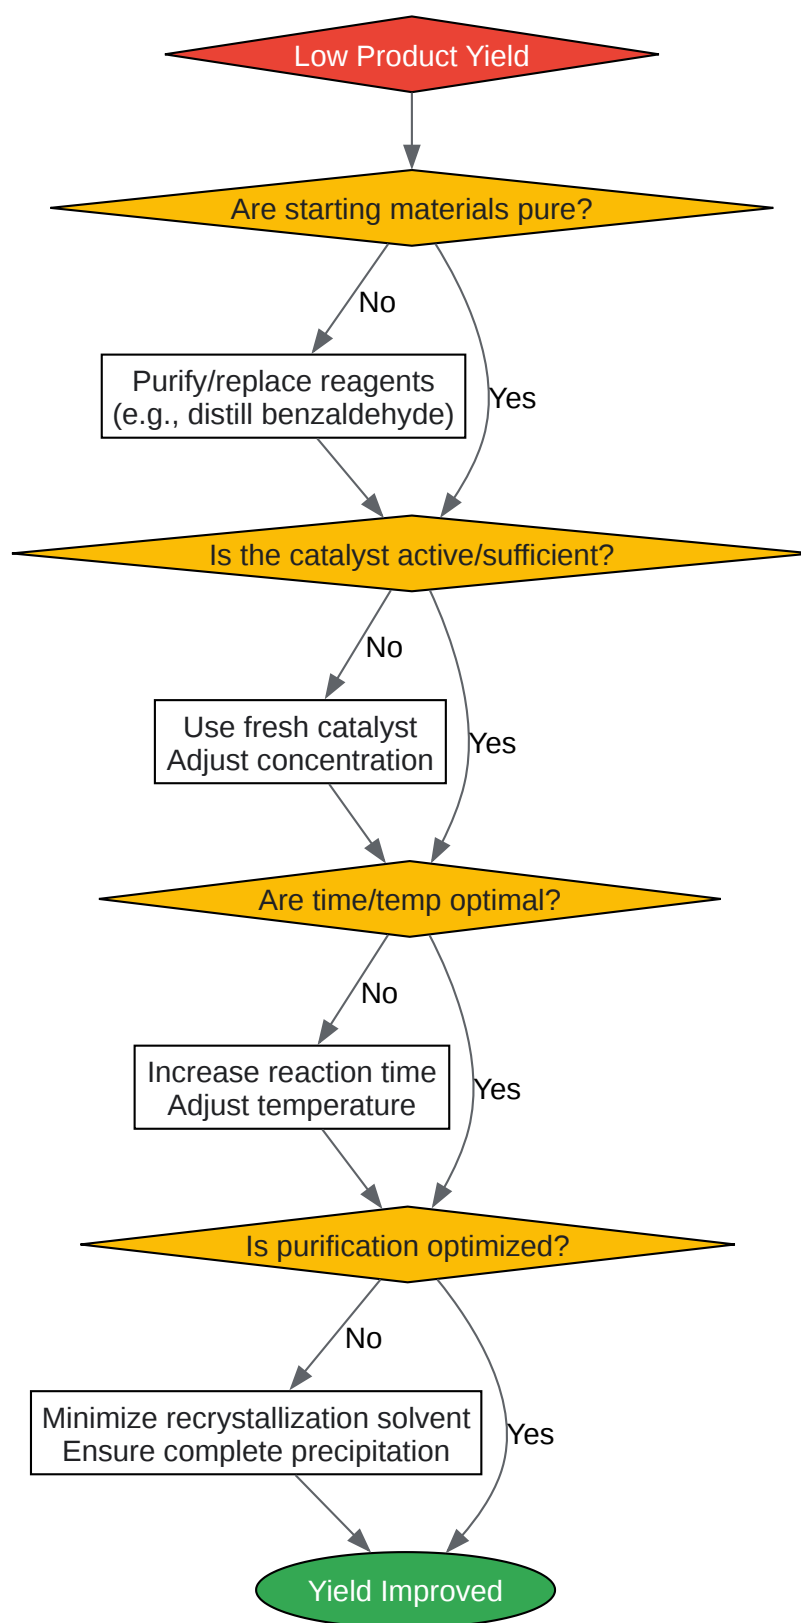 Low Product Yield
Are starting materials pure?
No
Purify/replace reagents
(e.g., distill benzaldehyde)
Yes
Is the catalyst active/sufficient?
No
Use fresh catalyst
Adjust concentration
Yes
Are time/temp optimal?
No
Increase reaction time
Adjust temperature
Yes
Is purification optimized?
No
Minimize recrystallization solvent
Ensure complete precipitation
Yes
Yield Improved